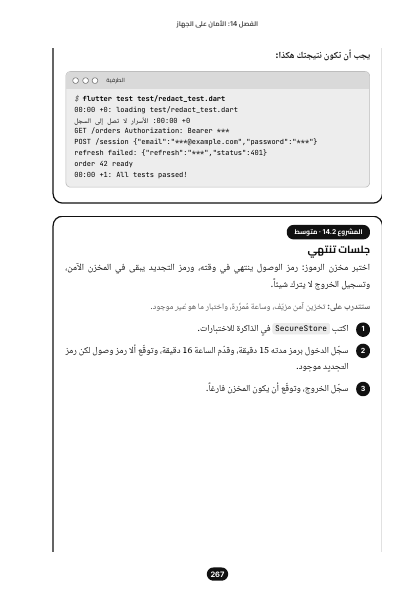 الفصل 14: الأمان على الجهاز
يجب أن تكون نتيجتك هكذا:
الطرفية
$ flutter test test/redact_test.dart
00:00 +0: loading test/redact_test.dart
00:00 +0: الأسرار لا تصل إلى السجل
GET /orders Authorization: Bearer ***
POST /session {"email":"***@example.com","password":"***"}
refresh failed: {"refresh":"***","status":401}
order 42 ready
00:00 +1: All tests passed!
المشروع 14.2 · متوسط
جلسات تنتهي
اختبر مخزن الرموز: رمز الوصول ينتهي في وقته، ورمز التجديد يبقى في المخزن الآمن،
وتسجيل الخروج لا يترك شيئاً.
ستتدرب على: تخزين آمن مزيّف، وساعة مُمرَّرة، واختبار ما هو غير موجود.
1 اكتب SecureStore في الذاكرة للاختبارات.
2 سجّل الدخول برمز مدته 15 دقيقة، وقدّم الساعة 16 دقيقة، وتوقّع ألا رمز وصول لكن رمز
التجديد موجود.
3 سجّل الخروج، وتوقّع أن يكون المخزن فارغاً.
267